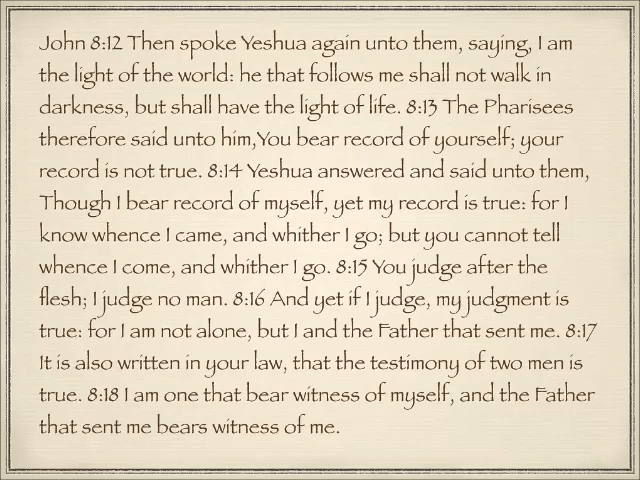 John 8:12 Then spoke Yeshua again unto them, saying, I am
the light of the world: he that follows me shall not walk in
darkness, but shall have the light of life. 8:13 The Pharisees
therefore said unto him,You bear record of yourself; your
record is not true. 8:14 Yeshua answered and said unto them,
Though I bear record of myself, yet my record is true: for I
know whence I came, and whither I go; but you cannot tell
whence I come, and whither I go. 8:15 You judge after the
flesh; I judge no man. 8:16 And yet if I judge, my judgment is
true: for I am not alone, but I and the Father that sent me. 8:17
It is also written in your law, that the testimony of two men is
true. 8:18 I am one that bear witness of myself, and the Father
that sent me bears witness of me.